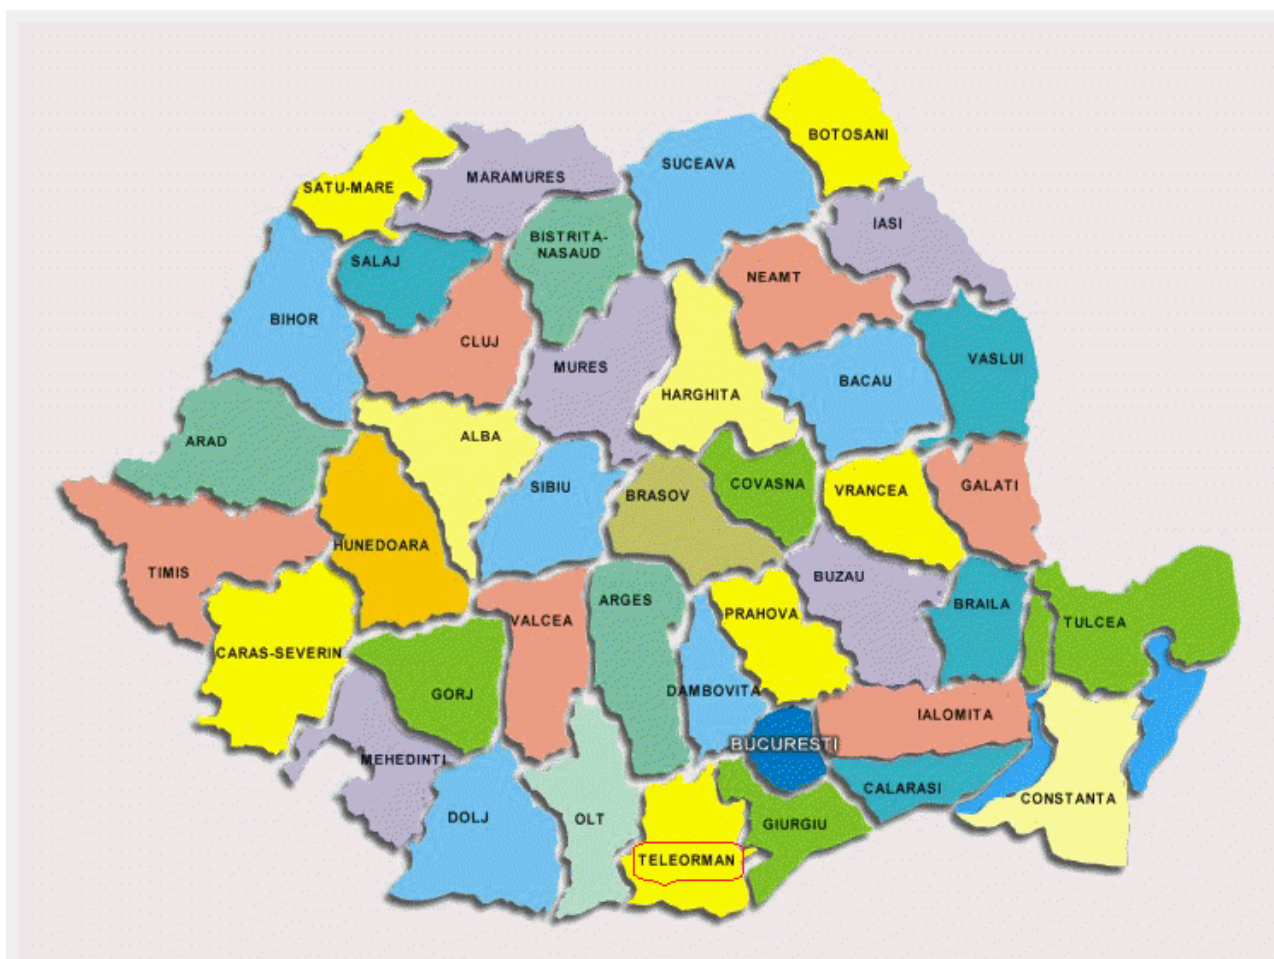 BOTOSANI
SUCEAVA
MARAMURES
SATU-MARE
IASI
BISTRITA-
NASAUD
SALAJ
NEAMT
BIHOR
CLUJ
VASLUI
MURES
BACAU
HARGHITA
ALBA
ARAD
COVASNA
GALATI
SIBIU
VRANCEA
BRASOV
HUNEDOARA
TIMIS
BUZAU
ARGES
BRAILA
PRAHOVA
VALCEA
TULCEA
CARAS-SEVERIN
DAMBOVITA
GORJ
IALOMITA
BUCURESTI
MEHEDINTI
CALARASI
CONSTANTA
DOLJ
OLT
GIURGIU
TELEORMAN